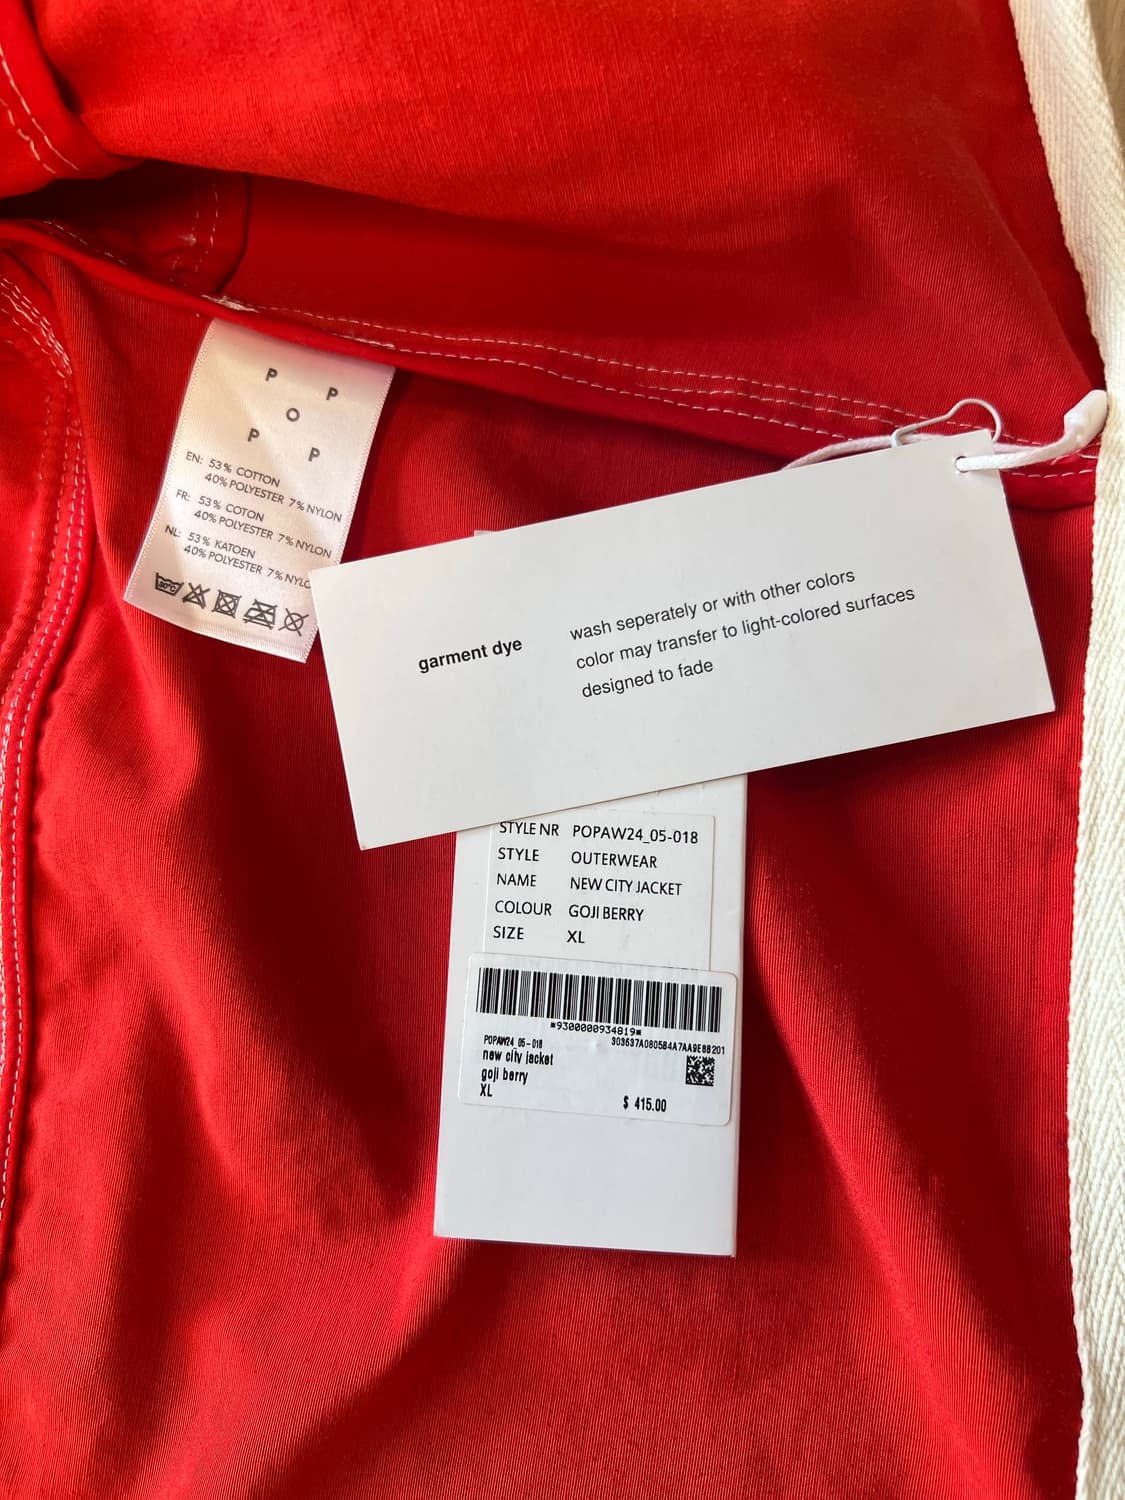 P P
O
P P
EN: 53% COTTON
40% POLYESTER 7% NYLON
FR: 53% COTON
40% POLYESTER 7% NYLON
NL: 53% KATOEN
40% POLYESTER 7% NYLO
30°C
garment dye
wash seperately or with other colors
color may transfer to light-colored surfaces
designed to fade
STYLE NR POPAW24_05-018
STYLE OUTERWEAR
NAME NEW CITY JACKET
COLOUR GOJI BERRY
SIZE XL
*9300000934819*
POPAW24_05-018 303637A080584A7AA9E8B201
new city jacket
goji berry
XL
$ 415.00